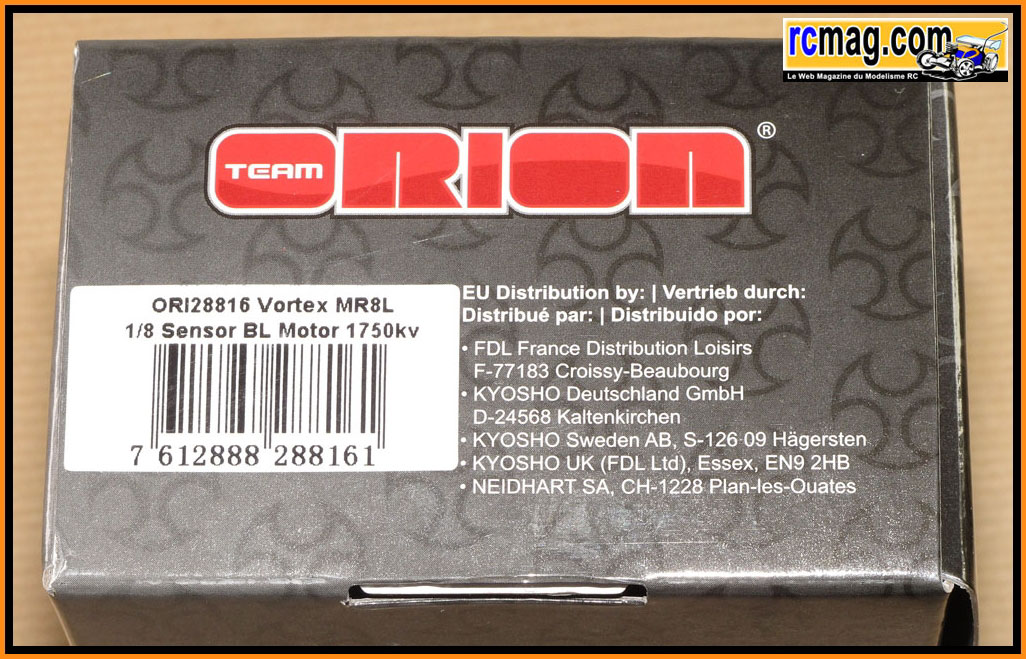 rcmag.com
Le Web Magazine du Modelisme RC
TEAM ORION ®
ORI28816 Vortex MR8L
1/8 Sensor BL Motor 1750kv
7 612888 288161
EU Distribution by: | Vertrieb durch:
Distribué par: | Distribuido por:
• FDL France Distribution Loisirs
F-77183 Croissy-Beaubourg
• KYOSHO Deutschland GmbH
D-24568 Kaltenkirchen
• KYOSHO Sweden AB, S-126 09 Hägersten
• KYOSHO UK (FDL Ltd), Essex, EN9 2HB
• NEIDHART SA, CH-1228 Plan-les-Ouates